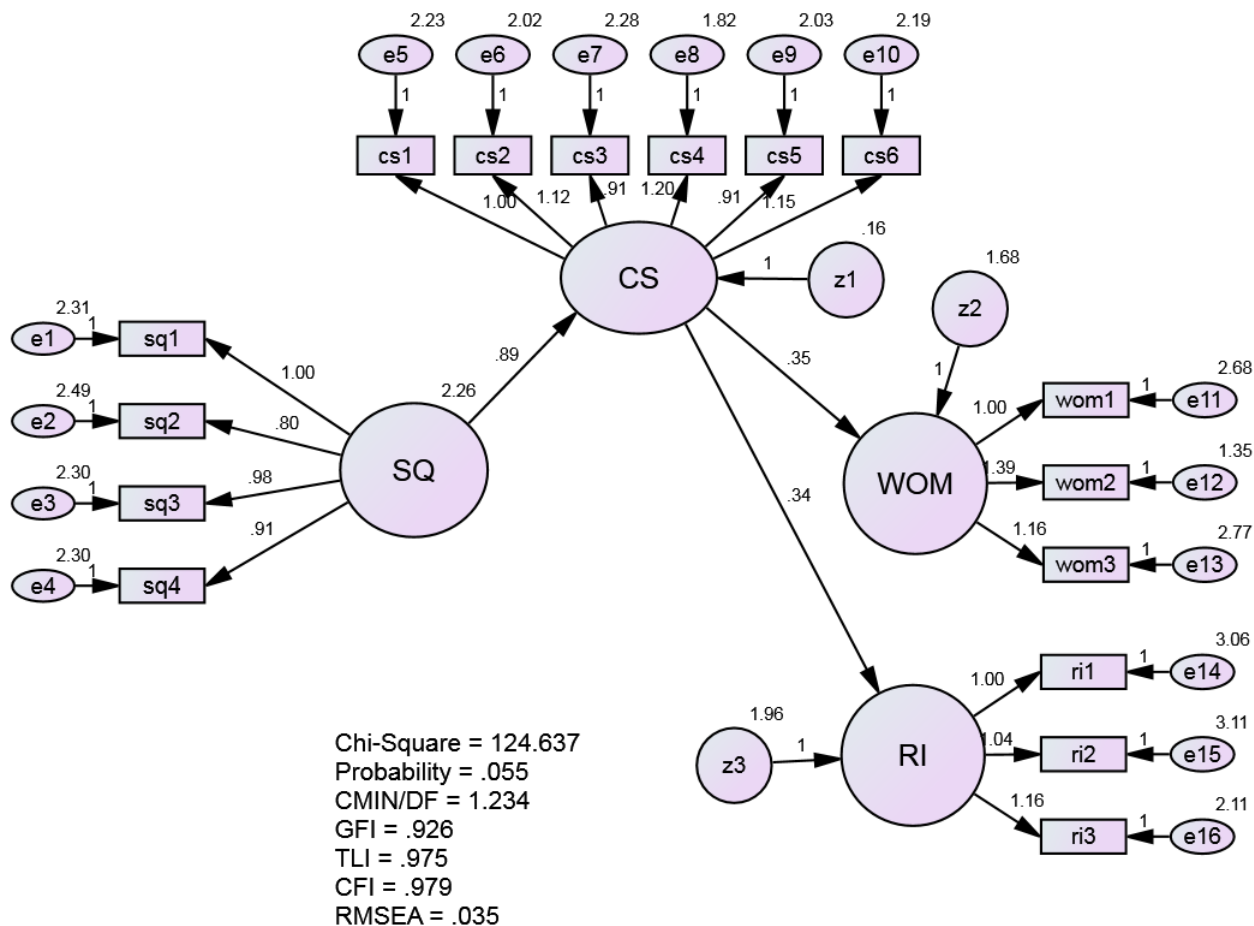 2.23 2.02 2.28 1.82 2.03 2.19
e5 e6 e7 e8 e9 e10
1 1 1 1 1 1
cs1 cs2 cs3 cs4 cs5 cs6
1.00 1.12 .91 1.20 .91 1.15
CS
1
.16
z1
1.68
z2
1
2.31
e1 1 sq1
2.49
e2 1 sq2
2.30
e3 1 sq3
2.30
e4 1 sq4
1.00
.80
.98
.91
2.26
SQ
.89
.35
.34
WOM
1.00
1.39
1.16
wom1 1 e11
2.68
wom2 1 e12
1.35
wom3 1 e13
2.77
1.96
z3
1
RI
1.00
1.04
1.16
ri1 1 e14
3.06
ri2 1 e15
3.11
ri3 1 e16
2.11
Chi-Square = 124.637
Probability = .055
CMIN/DF = 1.234
GFI = .926
TLI = .975
CFI = .979
RMSEA = .035